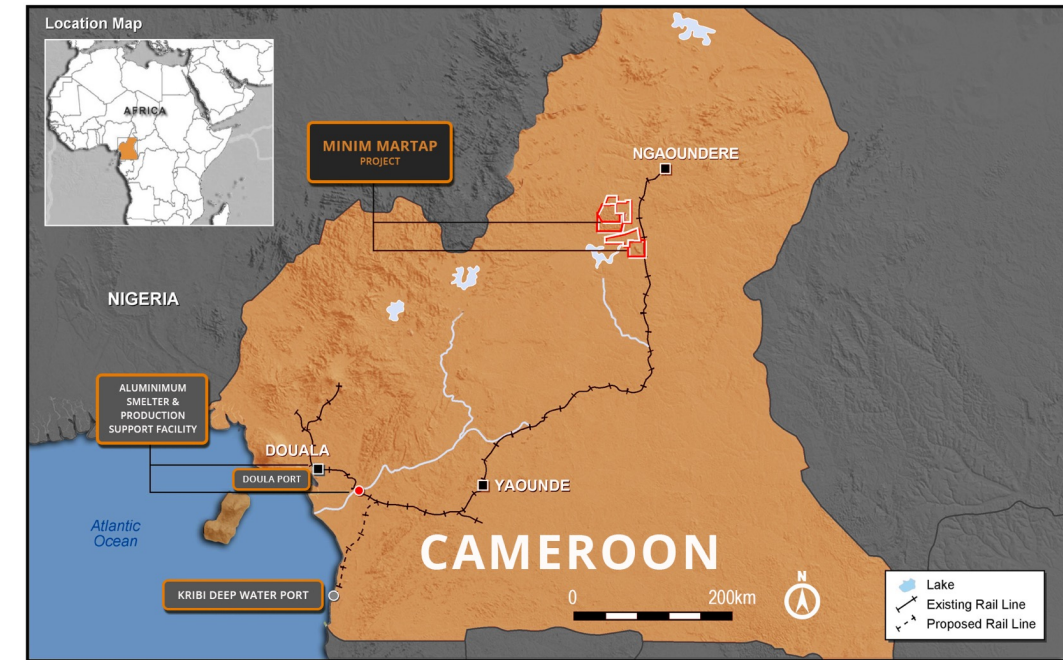 Location Map
AFRICA
MINIM MARTAP
PROJECT
NGAOUNDERE
NIGERIA
ALUMINIMUM
SMELTER &
PRODUCTION
SUPPORT FACILITY
DOUALA
DOULA PORT
YAOUNDE
Atlantic
Ocean
CAMEROON
KRIBI DEEP WATER PORT
0 200km
N
Lake
Existing Rail Line
Proposed Rail Line